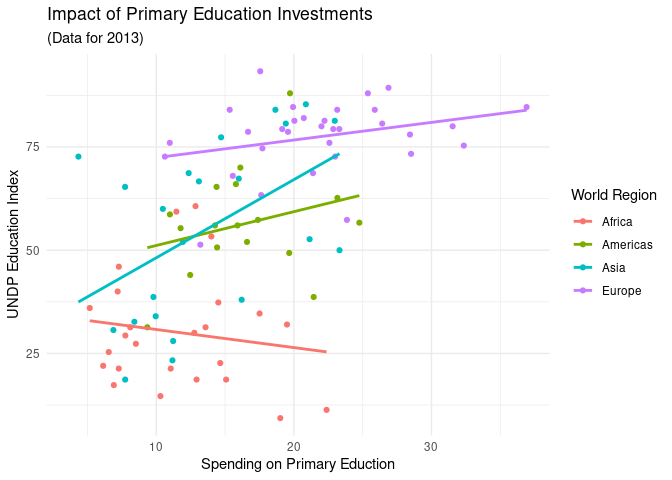 Impact of Primary Education Investments
(Data for 2013)
75
50
25
UNDP Education Index
10 20 30
Spending on Primary Eduction
World Region
Africa
Americas
Asia
Europe